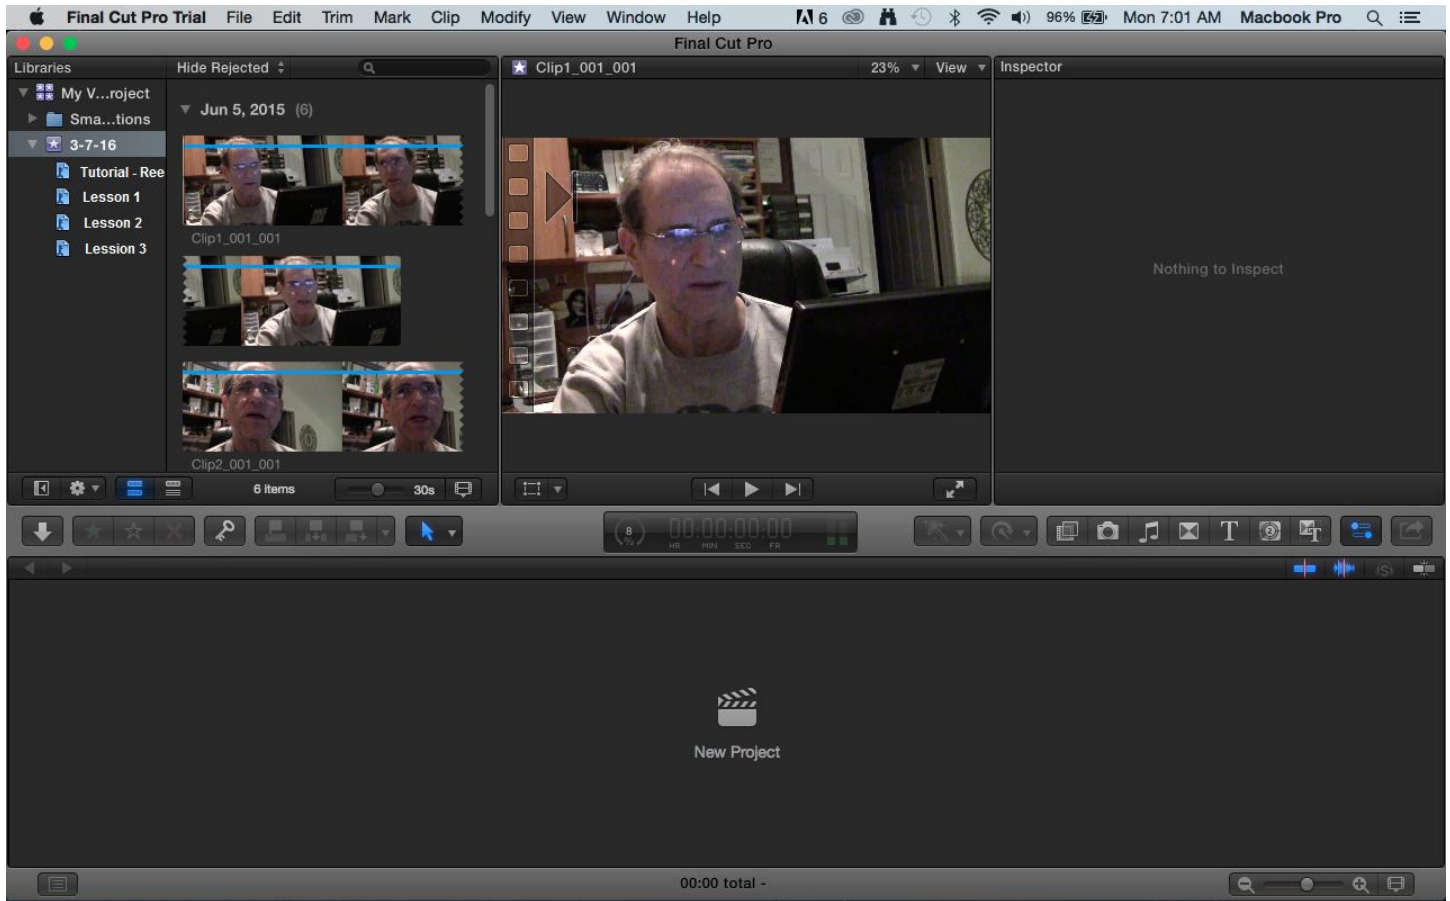 Final Cut Pro Trial File Edit Trim Mark Clip Modify View Window Help 6 96% Mon 7:01 AM Macbook Pro
Final Cut Pro
Libraries Hide Rejected Clip1_001_001 23% View Inspector
My V...roject
Jun 5, 2015 (6)
Sma...tions
3-7-16
Tutorial - Ree
Lesson 1
Lesson 2
Clip1_001_001
Lession 3
Nothing to Inspect
Clip2_001_001
6 items 30s
8 % 00:00:00:00
HR MIN SEC FR
T
New Project
00:00 total -